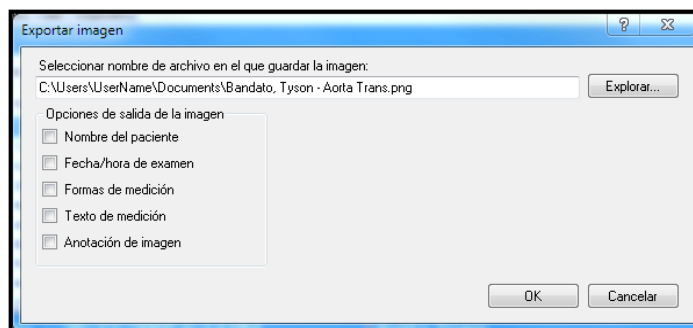 Exportar imagen
Seleccionar nombre de archivo en el que guardar la imagen:
C:\Users\UserName\Documents\Bandato, Tyson - Aorta Trans.png
Explorar...
Opciones de salida de la imagen
Nombre del paciente
Fecha/hora de examen
Formas de medición
Texto de medición
Anotación de imagen
OK
Cancelar